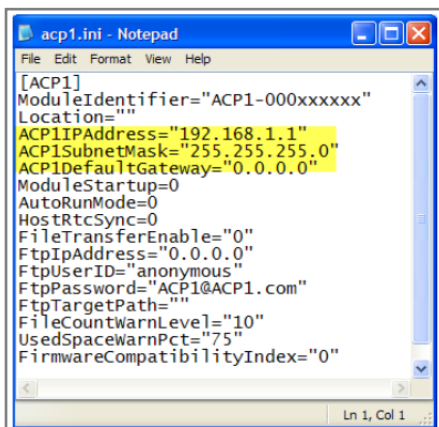 acp1.ini - Notepad
File Edit Format View Help
[ACP1]
ModuleIdentifier="ACP1-000xxxxxx"
Location=""
ACP1IPAddress="192.168.1.1"
ACP1SubnetMask="255.255.255.0"
ACP1DefaultGateway="0.0.0.0"
ModuleStartup=0
AutoRunMode=0
HostRtcSync=0
FileTransferEnable="0"
FtpIpAddress="0.0.0.0"
FtpUserID="anonymous"
FtpPassword="ACP1@ACP1.com"
FtpTargetPath=""
FileCountWarnLevel="10"
UsedSpaceWarnPct="75"
FirmwareCompatibilityIndex="0"
Ln 1, Col 1